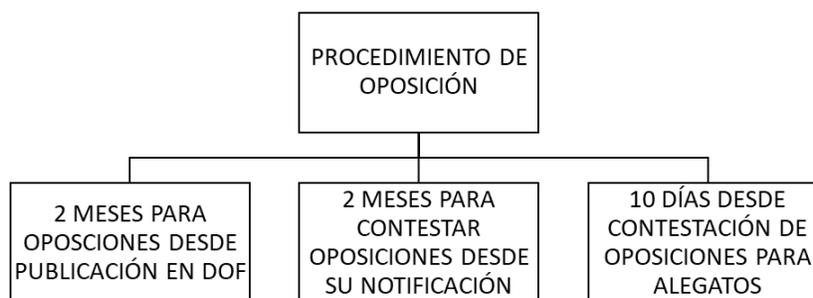 PROCEDIMIENTO DE
OPOSICIÓN
2 MESES PARA
OPOSCIONES DESDE
PUBLICACIÓN EN DOF
2 MESES PARA
CONTESTAR
OPOSICIONES DESDE
SU NOTIFICACIÓN
10 DÍAS DESDE
CONTESTACIÓN DE
OPOSICIONES PARA
ALEGATOS